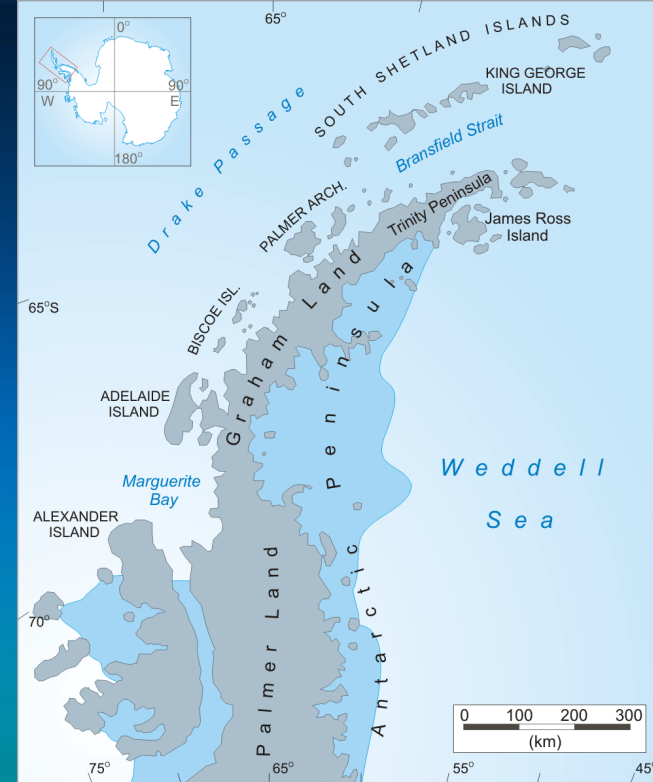 65°
0°
90°
W
90°
E
180°
SOUTH SHETLAND ISLANDS
KING GEORGE
ISLAND
Drake Passage
Bransfield Strait
PALMER ARCH.
Trinity Peninsula
James Ross
Island
65°S
BISCOE ISL.
Graham Land
ADELAIDE
ISLAND
Antarctic Peninsula
Weddell
Sea
Marguerite
Bay
ALEXANDER
ISLAND
Palmer Land
70°
0 100 200 300
(km)
75°
65°
55°
45°